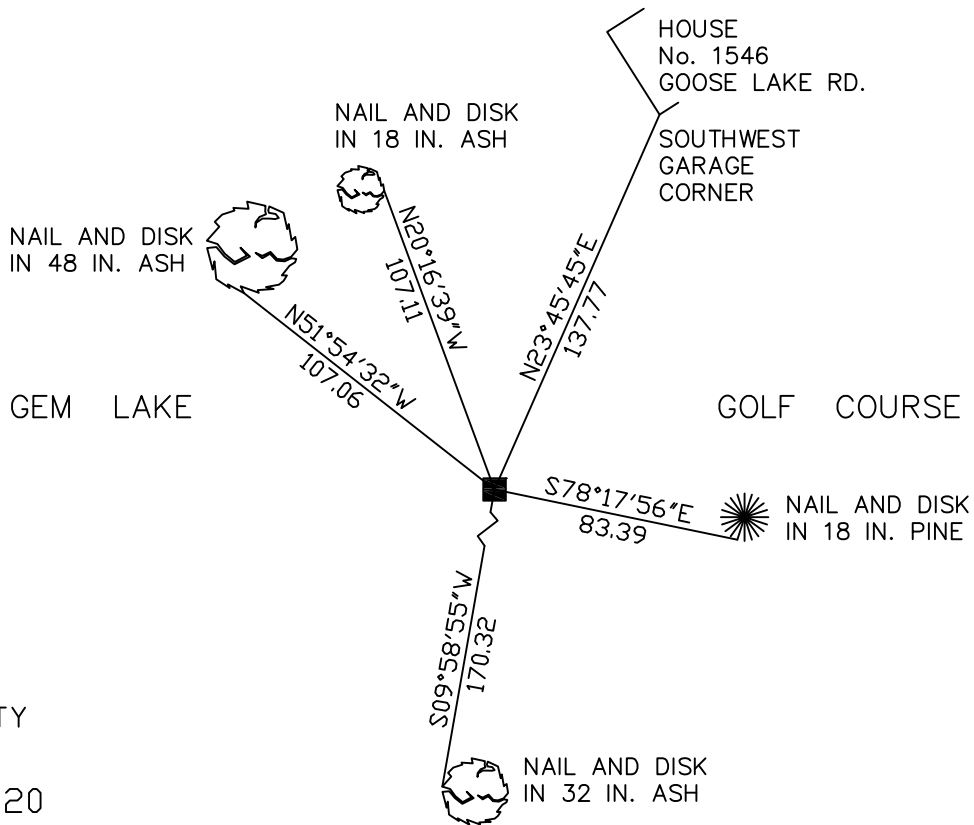 HOUSE
No. 1546
GOOSE LAKE RD.
NAIL AND DISK
IN 18 IN. ASH
SOUTHWEST
GARAGE
CORNER
NAIL AND DISK
IN 48 IN. ASH
N20°16'39"W
107.11
N23°45'45"E
137.77
N51°54'32"W
107.06
GEM LAKE
GOLF COURSE
S78°17'56"E
83.39
NAIL AND DISK
IN 18 IN. PINE
S09°58'55"W
170.32
TY
NAIL AND DISK
IN 32 IN. ASH
20